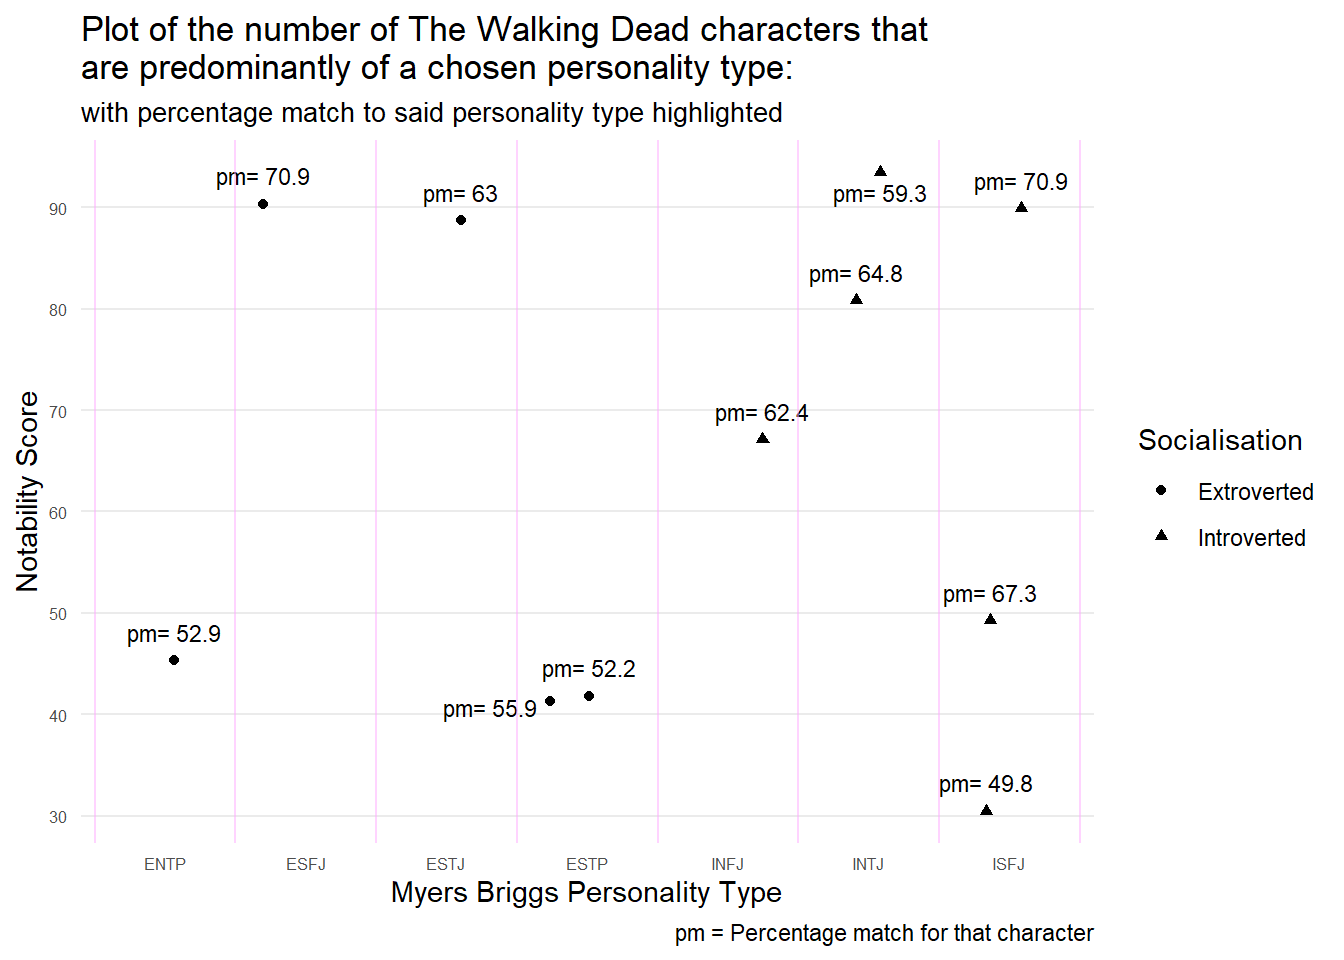 Plot of the number of The Walking Dead characters that
are predominantly of a chosen personality type:
with percentage match to said personality type highlighted
pm= 70.9
pm= 63
pm= 59.3
pm= 70.9
pm= 64.8
pm= 62.4
pm= 67.3
pm= 52.9
pm= 52.2
pm= 55.9
pm= 49.8
90
80
70
60
50
40
30
Notability Score
ENTP
ESFJ
ESTJ
ESTP
INFJ
INTJ
ISFJ
Myers Briggs Personality Type
pm = Percentage match for that character
Socialisation
Extroverted
Introverted